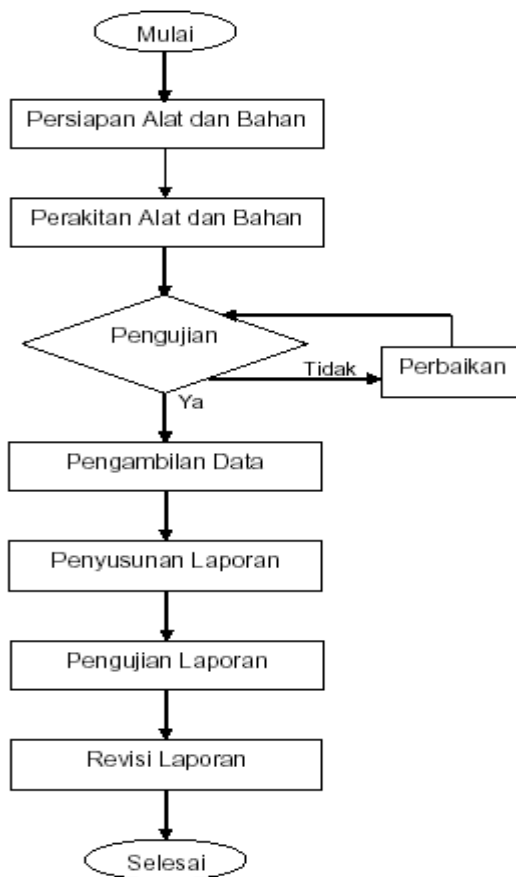 Mulai
Persiapan Alat dan Bahan
Perakitan Alat dan Bahan
Pengujian
Tidak
Perbaikan
Ya
Pengambilan Data
Penyusunan Laporan
Pengujian Laporan
Revisi Laporan
Selesai